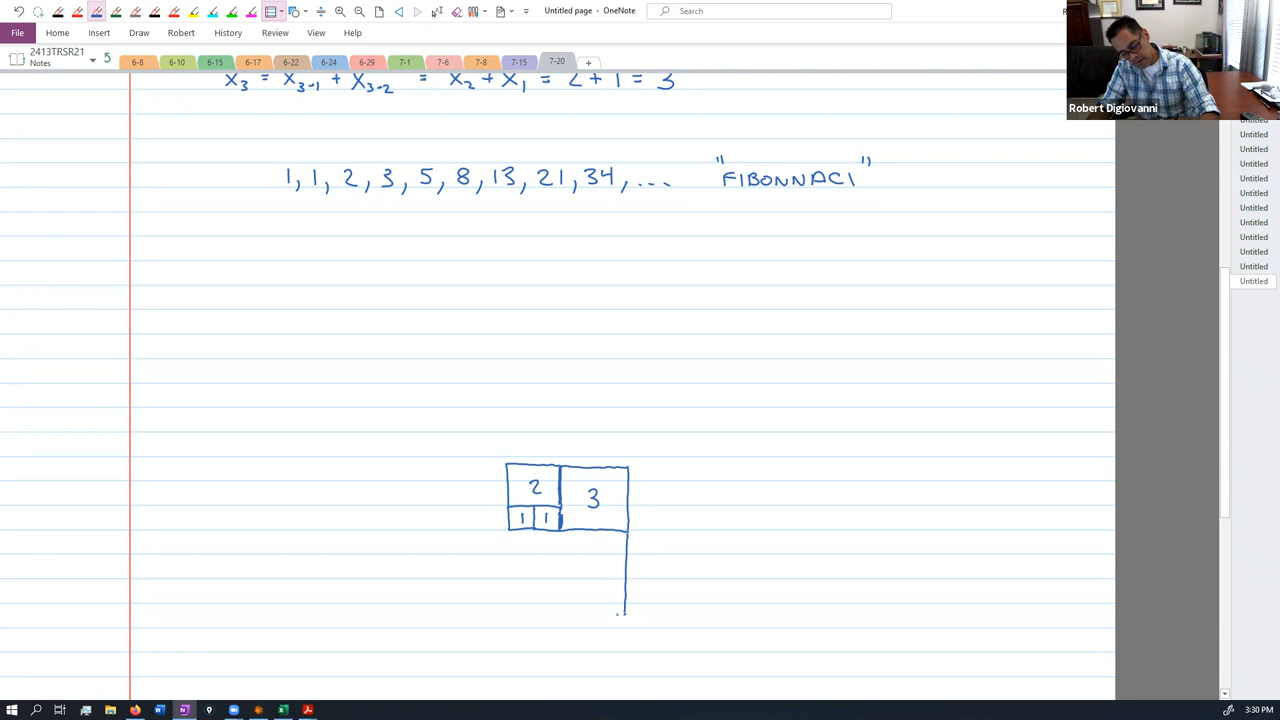 Untitled page - OneNote
Search
File
Home
Insert
Draw
Robert
History
Review
View
Help
2413TRSR21
Notes
5
6-8
6-10
6-15
6-17
6-22
6-24
6-29
7-1
7-6
7-8
7-15
7-20
Robert Digiovanni
x₃ = x₃₋₁ + x₃₋₂ = x₂ + x₁ = 2 + 1 = 3
1, 1, 2, 3, 5, 8, 13, 21, 34, ... "FIBONNACI"
2 3
1 1
Untitled
Untitled
Untitled
Untitled
Untitled
Untitled
Untitled
Untitled
Untitled
Untitled
Untitled
Untitled
3:30 PM